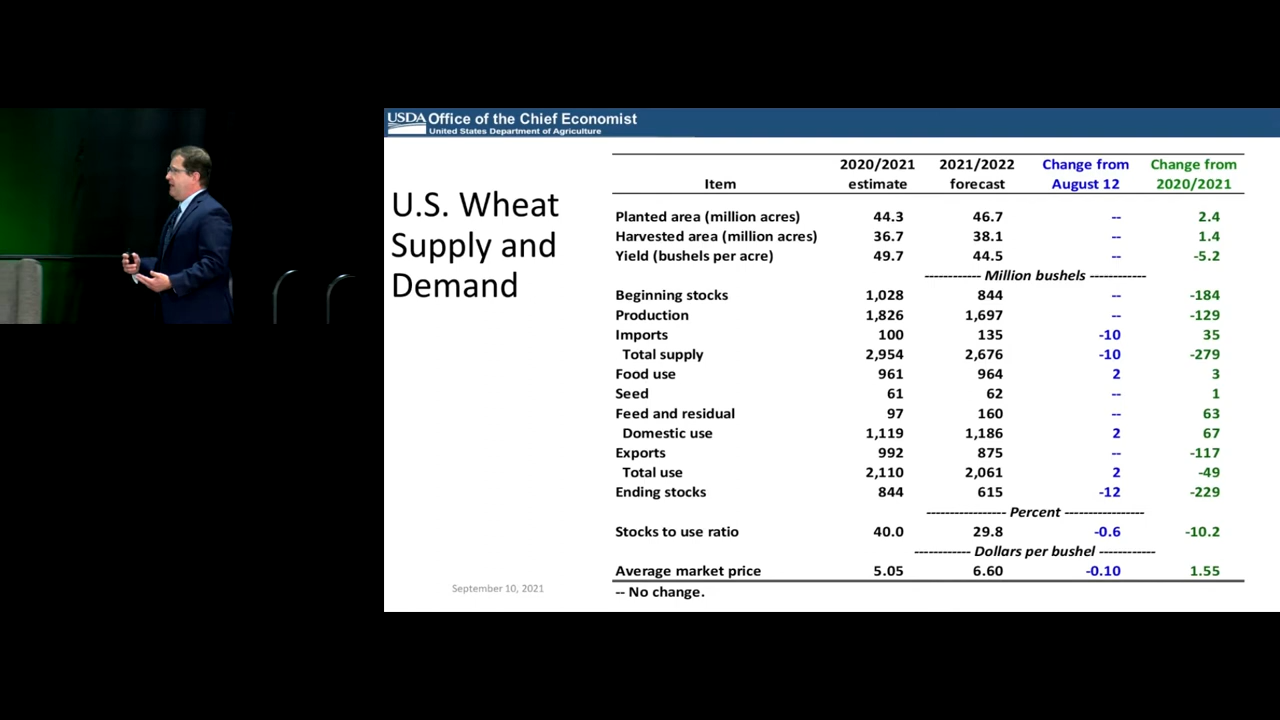 USDA Office of the Chief Economist
United States Department of Agriculture
U.S. Wheat
Supply and
Demand
Item 2020/2021 estimate 2021/2022 forecast Change from August 12 Change from 2020/2021
Planted area (million acres) 44.3 46.7 -- 2.4
Harvested area (million acres) 36.7 38.1 -- 1.4
Yield (bushels per acre) 49.7 44.5 -- -5.2
------------ Million bushels ------------
Beginning stocks 1,028 844 -- -184
Production 1,826 1,697 -- -129
Imports 100 135 -10 35
Total supply 2,954 2,676 -10 -279
Food use 961 964 2 3
Seed 61 62 -- 1
Feed and residual 97 160 -- 63
Domestic use 1,119 1,186 2 67
Exports 992 875 -- -117
Total use 2,110 2,061 2 -49
Ending stocks 844 615 -12 -229
----------------- Percent -----------------
Stocks to use ratio 40.0 29.8 -0.6 -10.2
------------ Dollars per bushel ------------
Average market price 5.05 6.60 -0.10 1.55
-- No change.
September 10, 2021